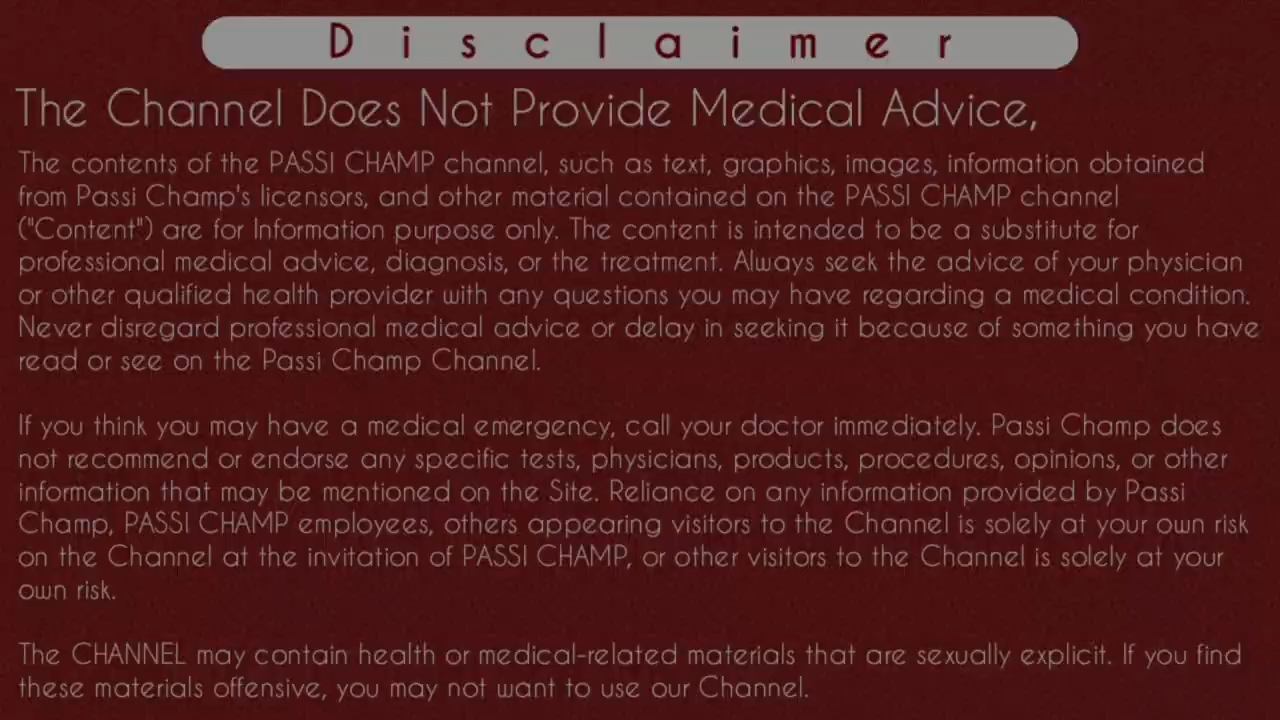 Disclaimer
The Channel Does Not Provide Medical Advice,
The contents of the PASSI CHAMP channel, such as text, graphics, images, information obtained
from Passi Champ's licensors, and other material contained on the PASSI CHAMP channel
("Content") are for Information purpose only. The content is intended to be a substitute for
professional medical advice, diagnosis, or the treatment. Always seek the advice of your physician
or other qualified health provider with any questions you may have regarding a medical condition.
Never disregard professional medical advice or delay in seeking it because of something you have
read or see on the Passi Champ Channel.
If you think you may have a medical emergency, call your doctor immediately. Passi Champ does
not recommend or endorse any specific tests, physicians, products, procedures, opinions, or other
information that may be mentioned on the Site. Reliance on any information provided by Passi
Champ, PASSI CHAMP employees, others appearing visitors to the Channel is solely at your own risk
on the Channel at the invitation of PASSI CHAMP, or other visitors to the Channel is solely at your
own risk.
The CHANNEL may contain health or medical-related materials that are sexually explicit. If you find
these materials offensive, you may not want to use our Channel.